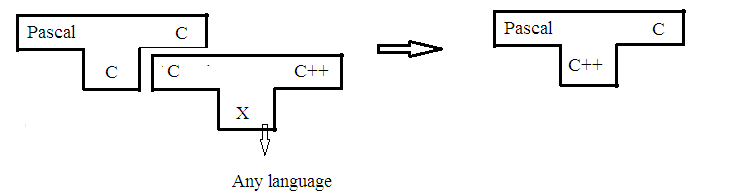 Pascal C
C
C C++
X
Any language
Pascal C
C++